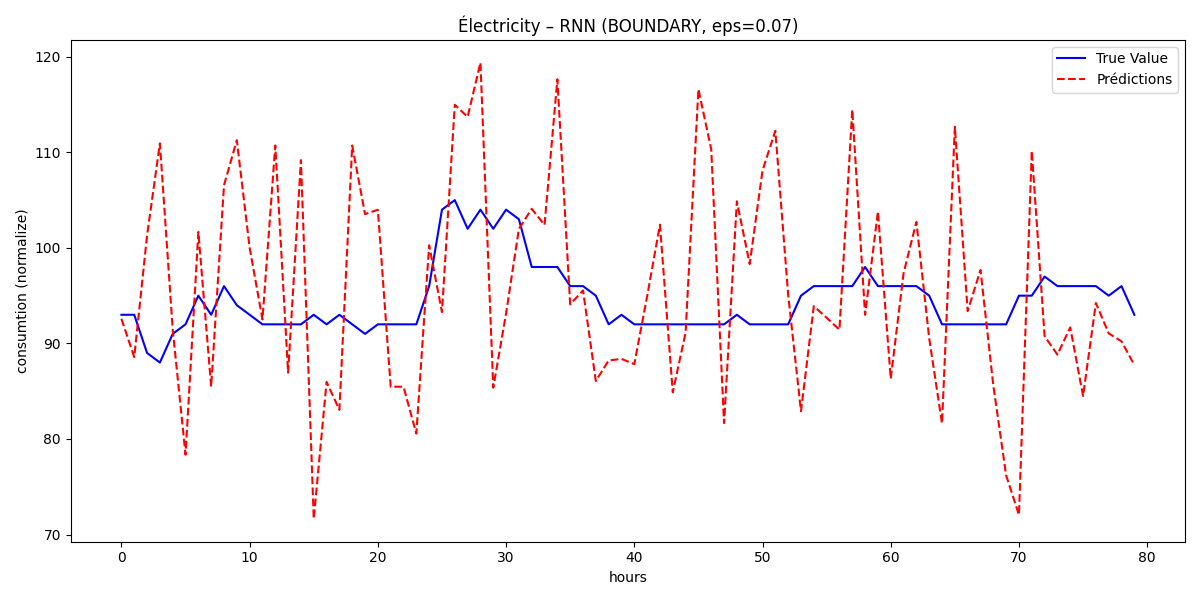 Électricity – RNN (BOUNDARY, eps=0.07)
True Value
Prédictions
consumtion (normalize)
120
110
100
90
80
70
0 10 20 30 40 50 60 70 80
hours